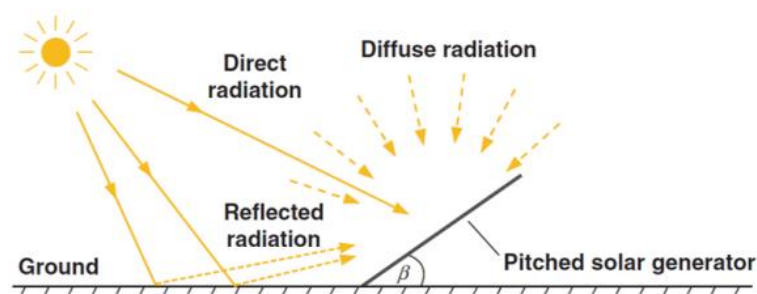 Direct
radiation
Diffuse radiation
Reflected
radiation
Ground
β
Pitched solar generator